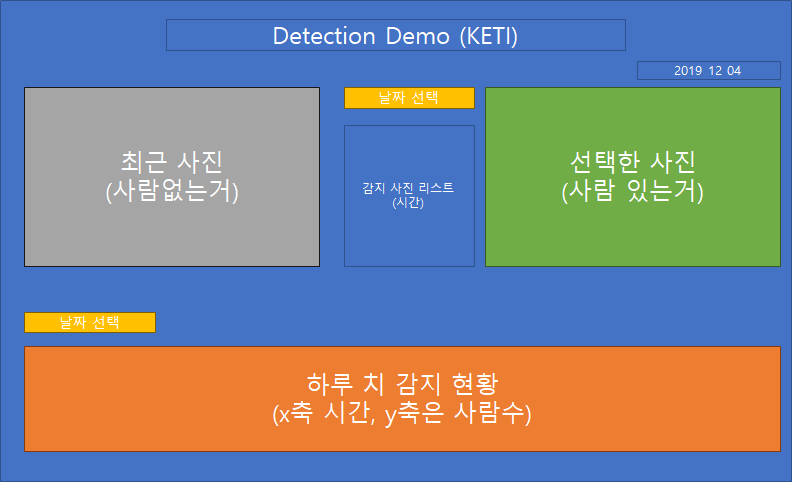 Detection Demo (KETI)
2019 12 04
최근 사진
(사람없는거)
날짜 선택
감지 사진 리스트
(시간)
선택한 사진
(사람 있는거)
날짜 선택
하루 치 감지 현황
(x축 시간, y축은 사람수)